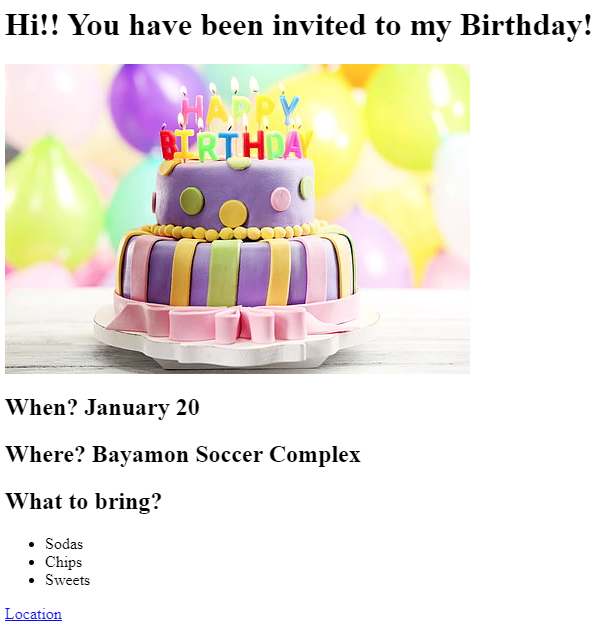 Hi!! You have been invited to my Birthday!
HAPPY
BIRTHDAY
When? January 20
Where? Bayamon Soccer Complex
What to bring?
Sodas
Chips
Sweets
Location